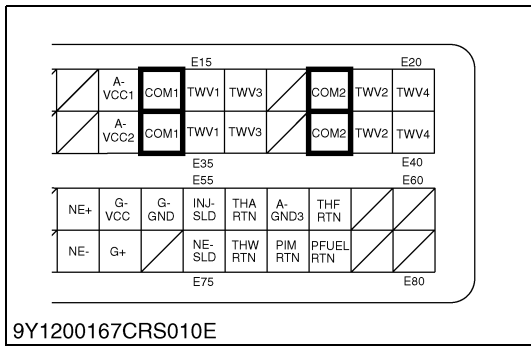 E15 E20
A-VCC1 COM1 TWV1 TWV3 COM2 TWV2 TWV4
A-VCC2 COM1 TWV1 TWV3 COM2 TWV2 TWV4
E35 E40
E55 E60
NE+ G-VCC G-GND INJ-SLD THA RTN A-GND3 THF RTN
NE- G+ NE-SLD THW RTN PIM RTN PFUEL RTN
E75 E80
9Y1200167CRS010E